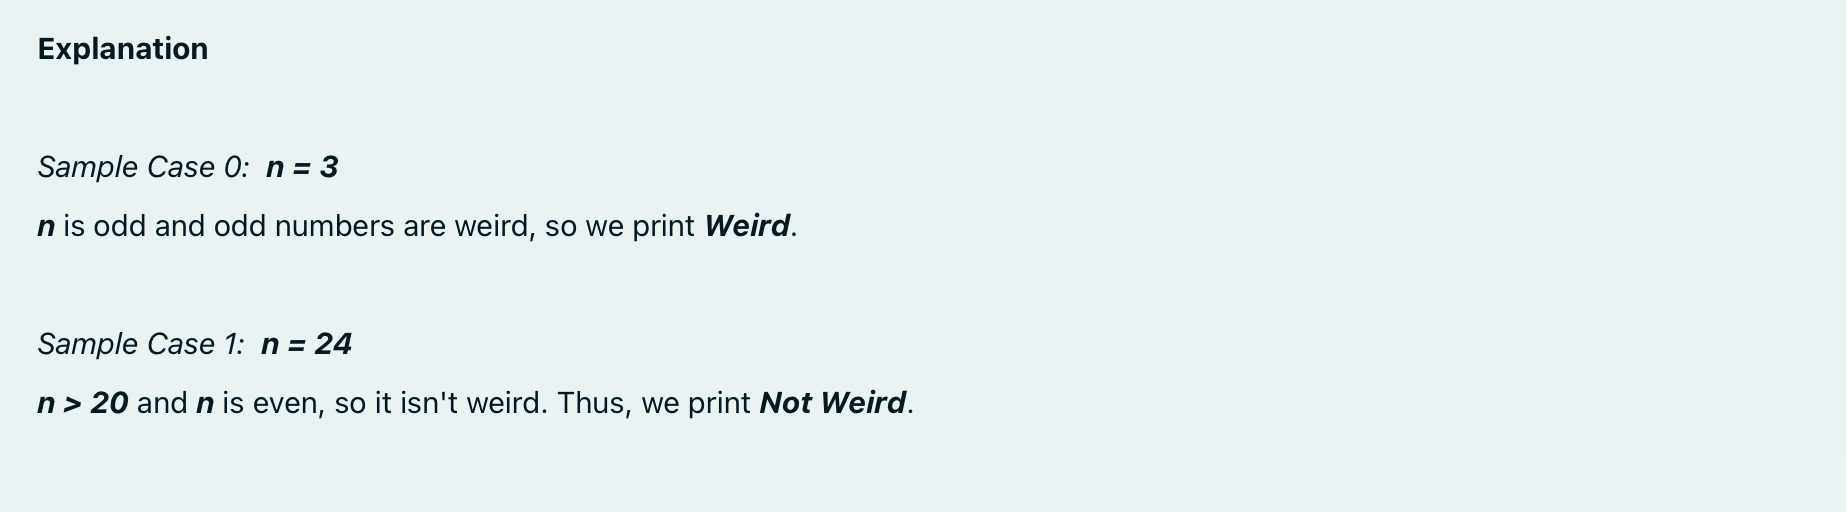 Explanation
Sample Case 0: n = 3
n is odd and odd numbers are weird, so we print Weird.
Sample Case 1: n = 24
n > 20 and n is even, so it isn't weird. Thus, we print Not Weird.